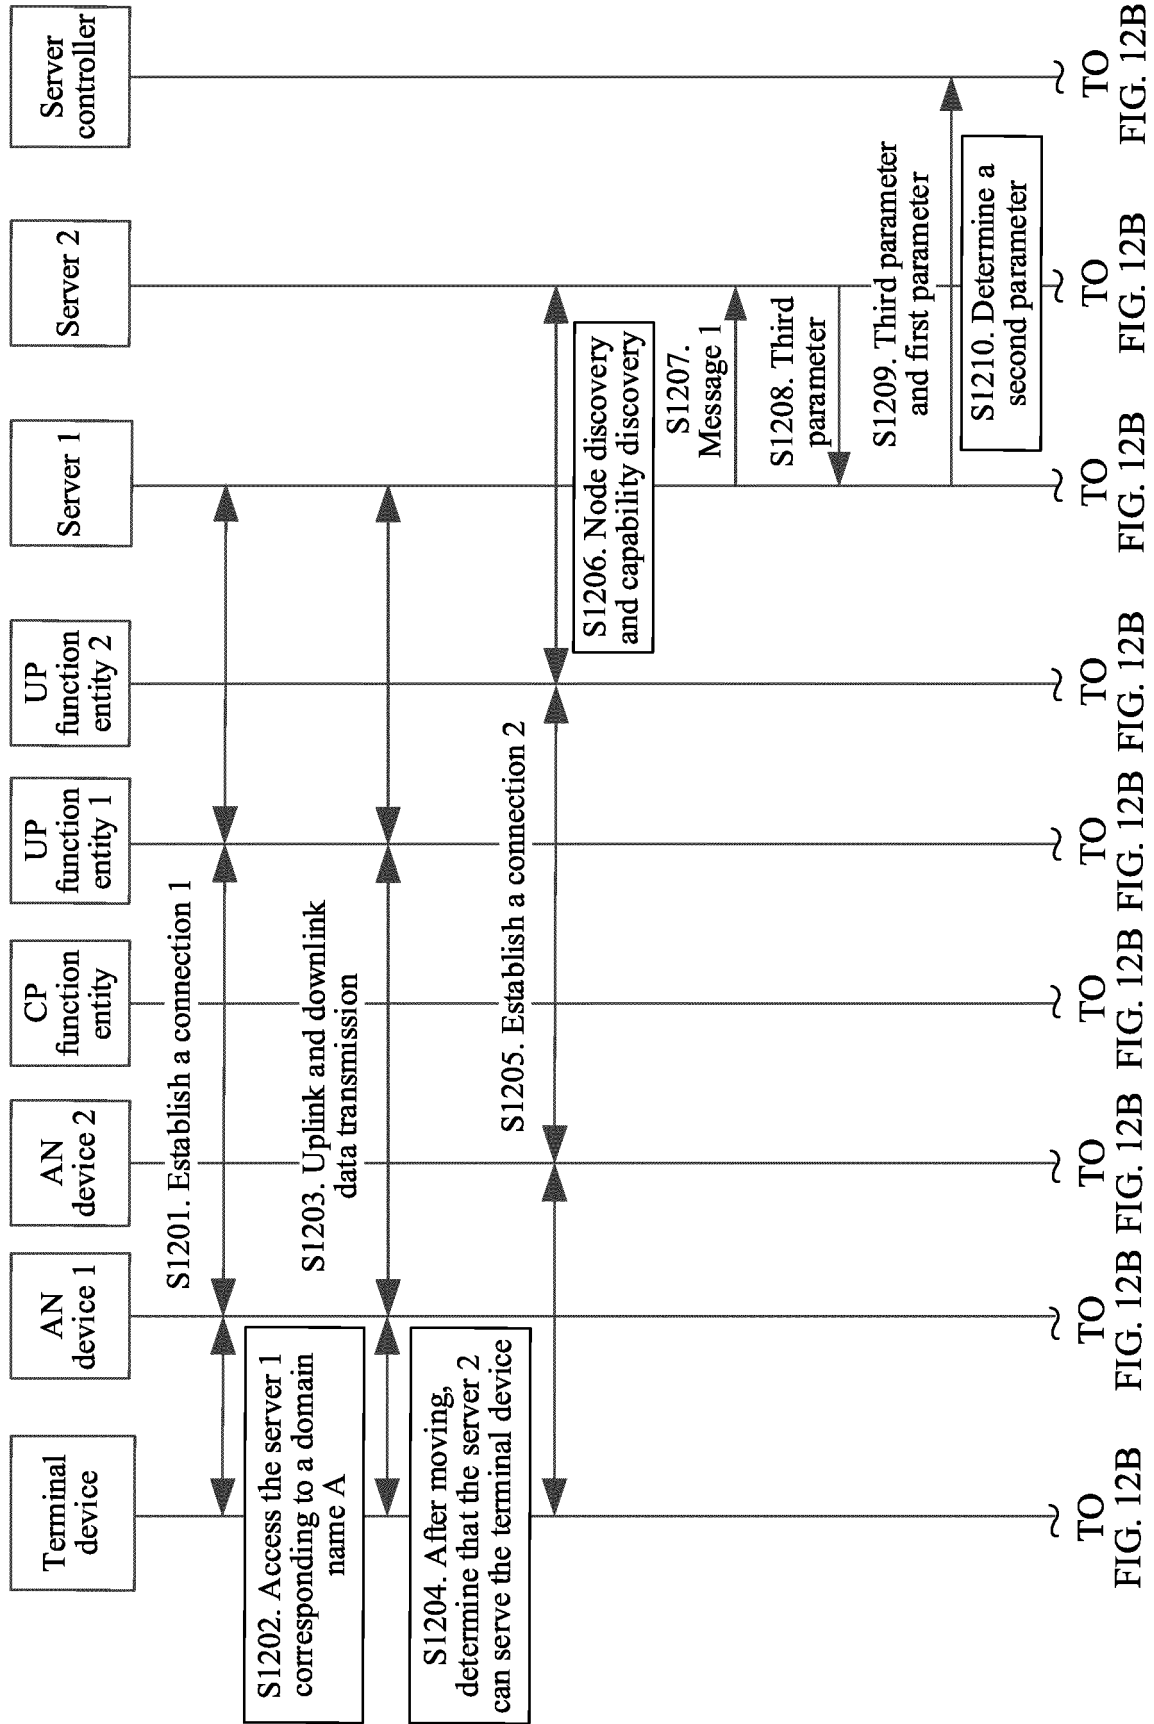 Terminal
device
AN
device 1
AN
device 2
CP
function
entity
UP
function
entity 1
UP
function
entity 2
Server 1
Server 2
Server
controller
S1201. Establish a connection 1
S1202. Access the server 1
corresponding to a domain
name A
S1203. Uplink and downlink
data transmission
S1204. After moving,
determine that the server 2
can serve the terminal device
S1205. Establish a connection 2
S1206. Node discovery
and capability discovery
S1207.
Message 1
S1208. Third
parameter
S1209. Third parameter
and first parameter
S1210. Determine a
second parameter
TO
FIG. 12B
TO
FIG. 12B
TO
FIG. 12B
TO
FIG. 12B
TO
FIG. 12B
TO
FIG. 12B
TO
FIG. 12B
TO
FIG. 12B
TO
FIG. 12B